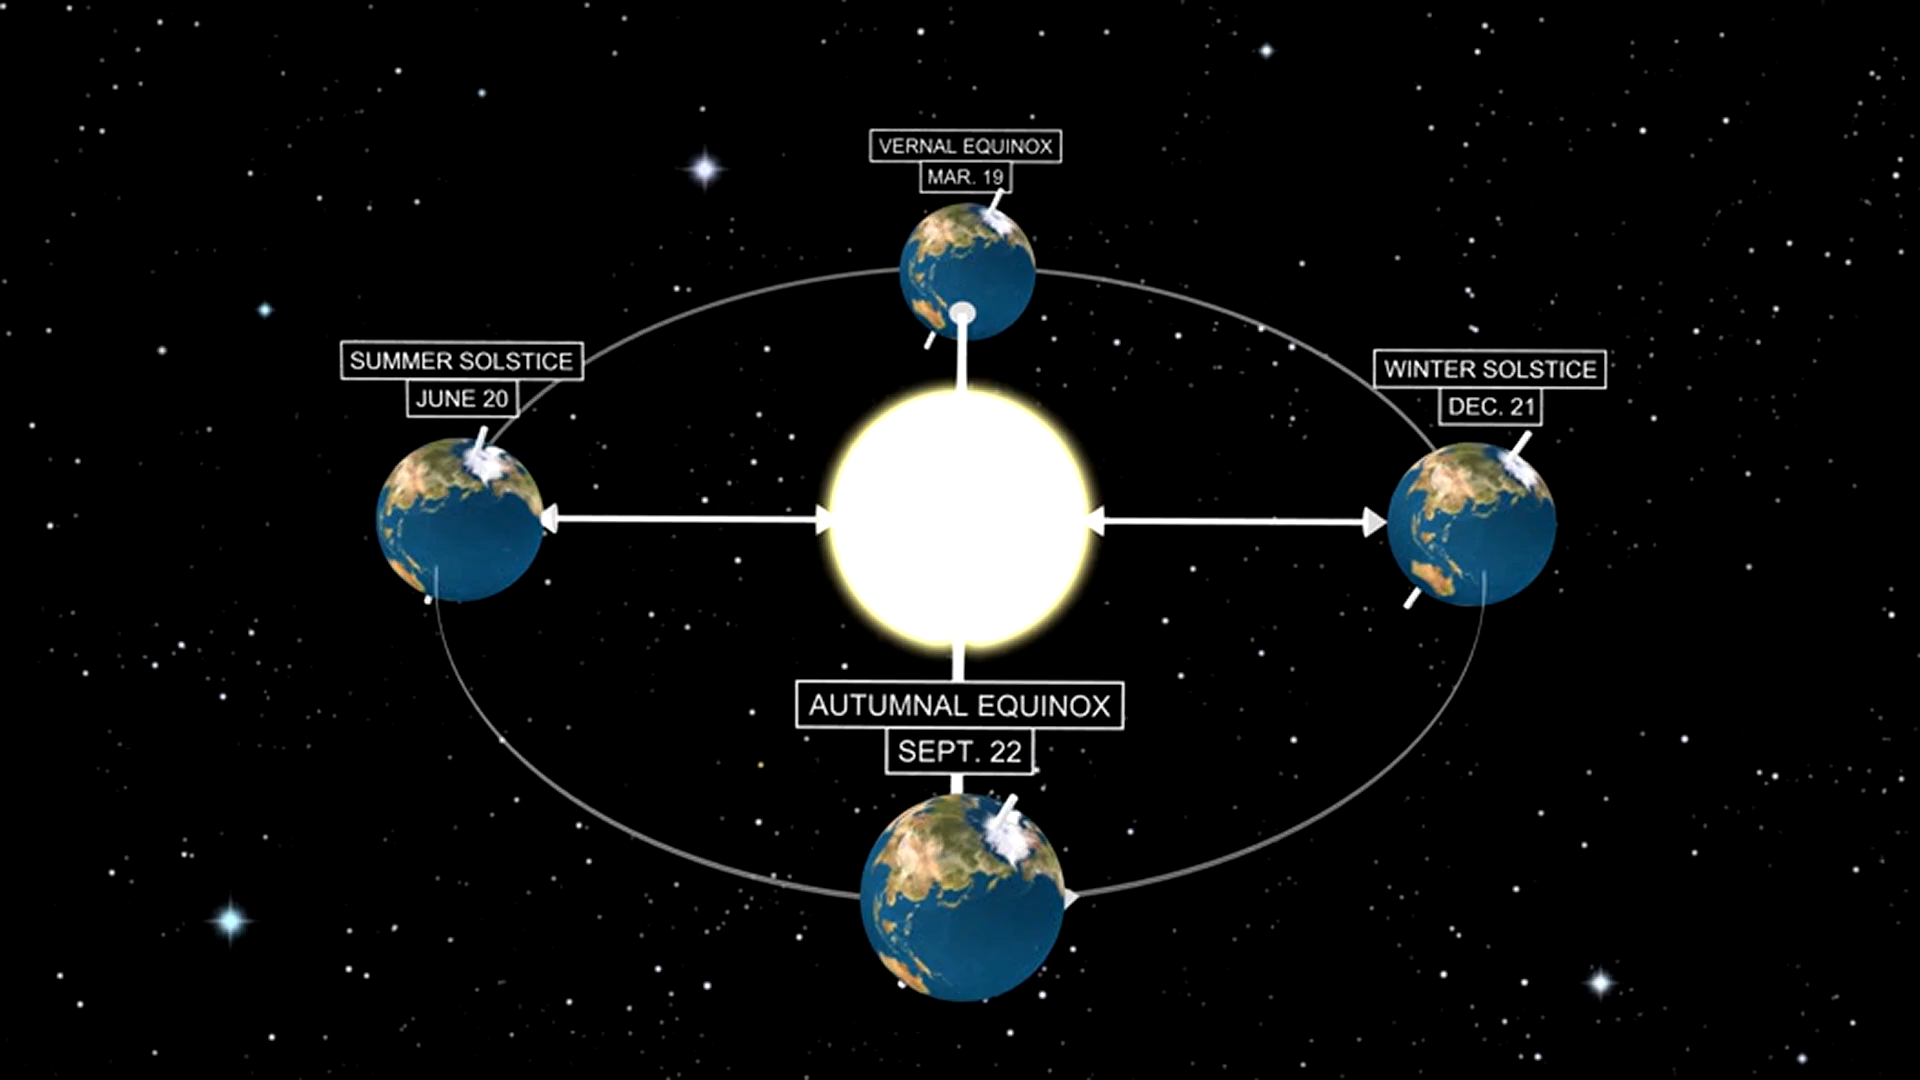 VERNAL EQUINOX
MAR. 19
SUMMER SOLSTICE
JUNE 20
WINTER SOLSTICE
DEC. 21
AUTUMNAL EQUINOX
SEPT. 22